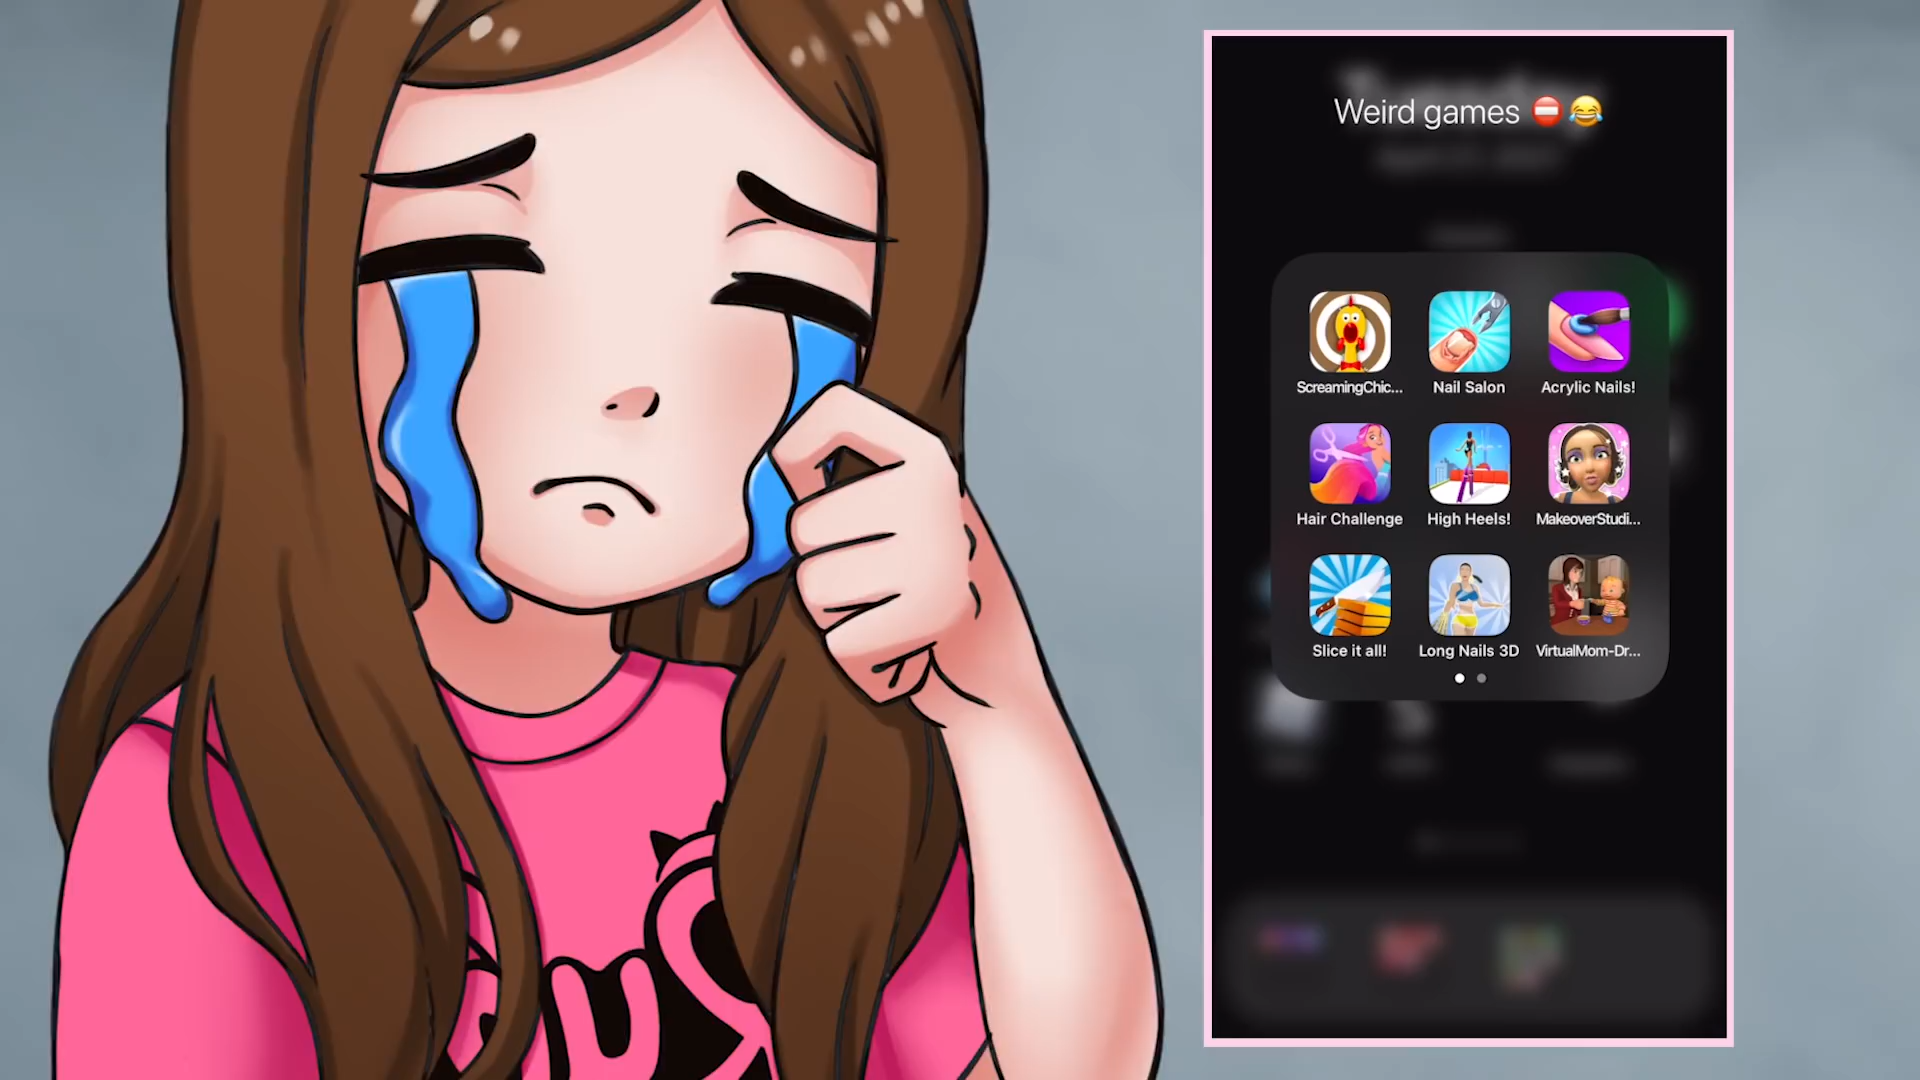 Weird games ⛔😂
ScreamingChic...
Nail Salon
Acrylic Nails!
Hair Challenge
High Heels!
MakeoverStudi...
Slice it all!
Long Nails 3D
VirtualMom-Dr...